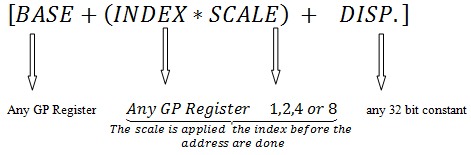 [BASE + (INDEX * SCALE) + DISP.]
Any GP Register Any GP Register 1,2,4 or 8 any 32 bit constant
The scale is applied the index before the
address are done